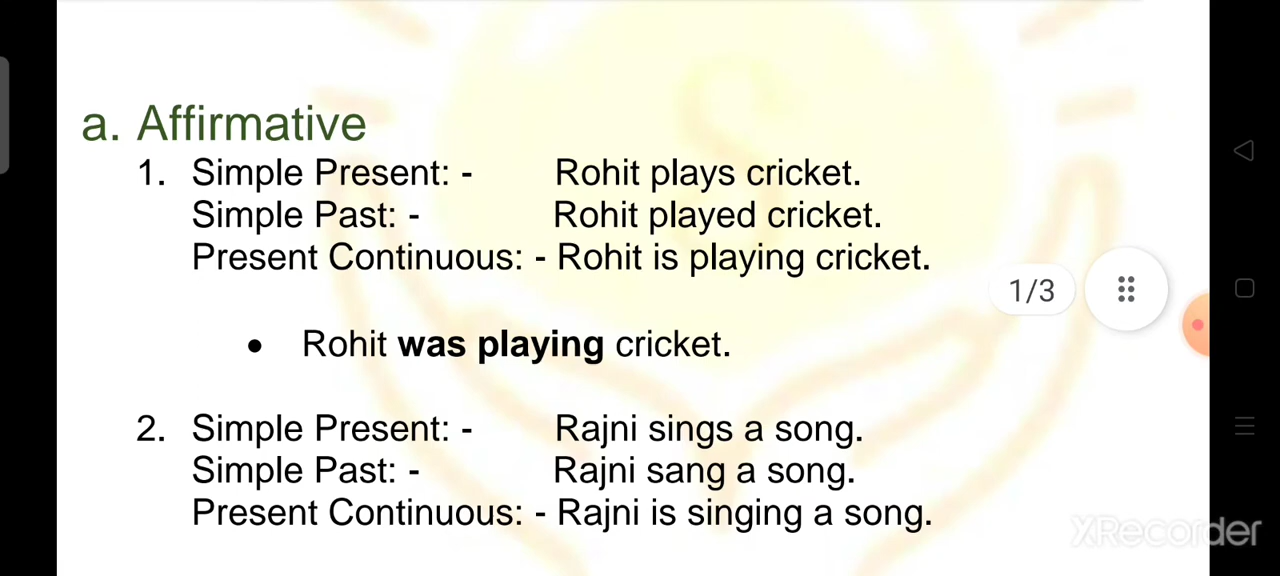 a. Affirmative
1. Simple Present: - Rohit plays cricket.
Simple Past: - Rohit played cricket.
Present Continuous: - Rohit is playing cricket.
1/3
• Rohit was playing cricket.
2. Simple Present: - Rajni sings a song.
Simple Past: - Rajni sang a song.
Present Continuous: - Rajni is singing a song.
XRecorder